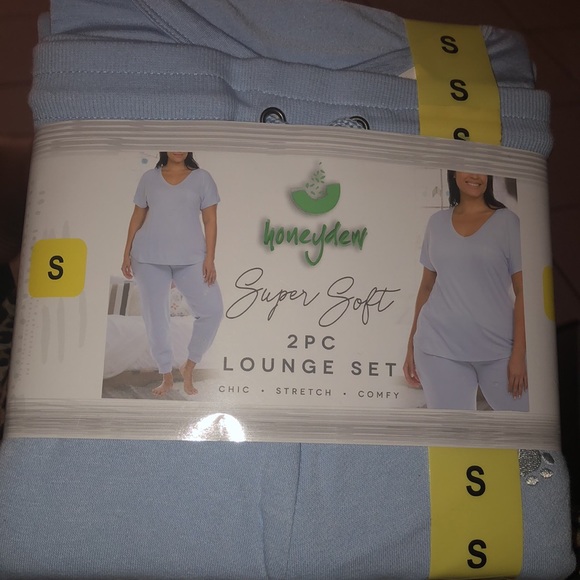 S
S
S
S
honeydew
Super Soft
2PC
LOUNGE SET
CHIC • STRETCH • COMFY
S
S